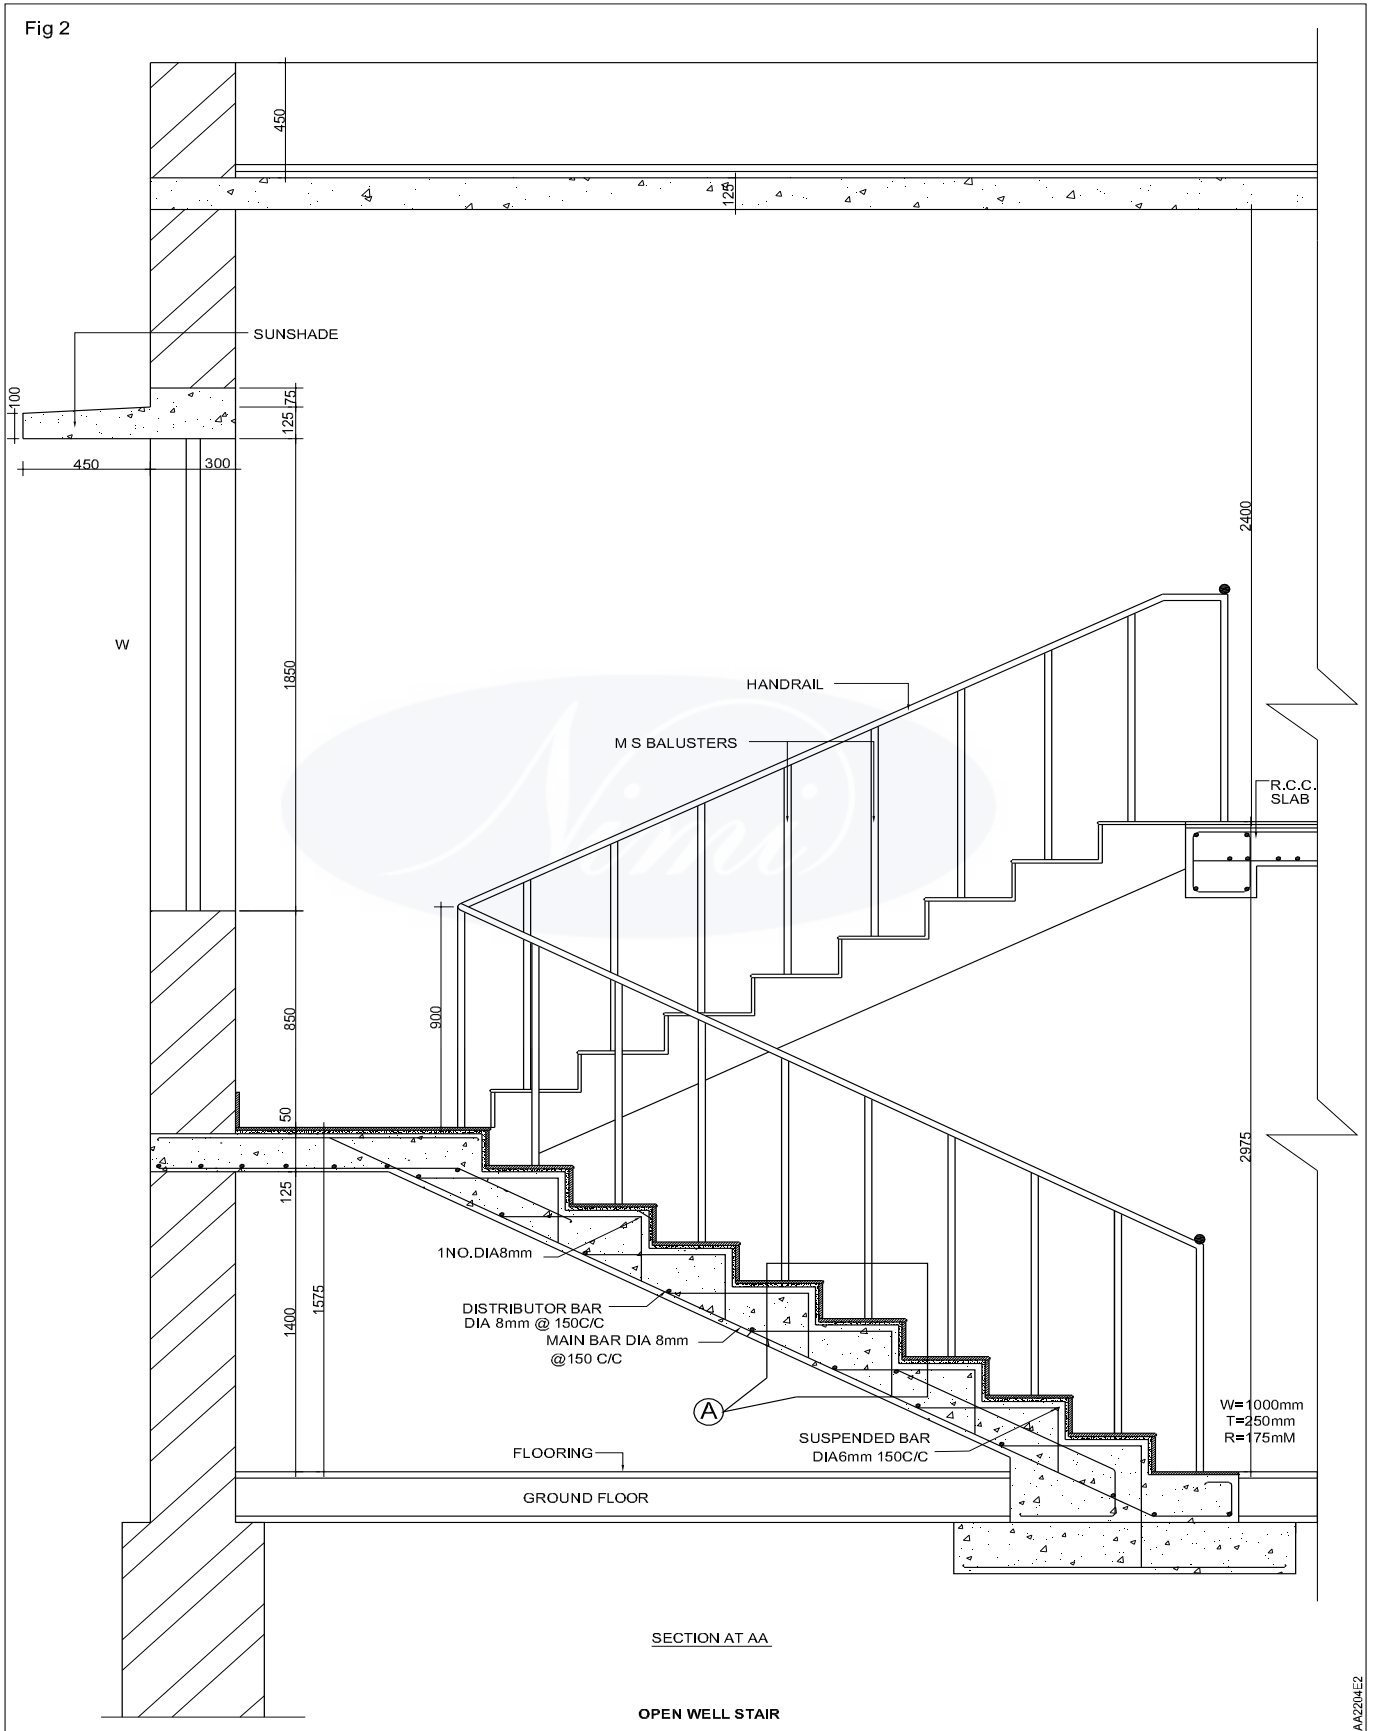 Fig 2
450
125
SUNSHADE
100
75
125
450
300
2400
W
1850
HANDRAIL
M S BALUSTERS
R.C.C.
SLAB
Nimi
850
900
50
2975
125
1NO.DIA8mm
1400
1575
DISTRIBUTOR BAR
DIA 8mm @ 150C/C
MAIN BAR DIA 8mm
@150 C/C
A
W=1000mm
T=250mm
R=175mM
SUSPENDED BAR
DIA6mm 150C/C
FLOORING
GROUND FLOOR
SECTION AT AA
OPEN WELL STAIR
AA2204E2